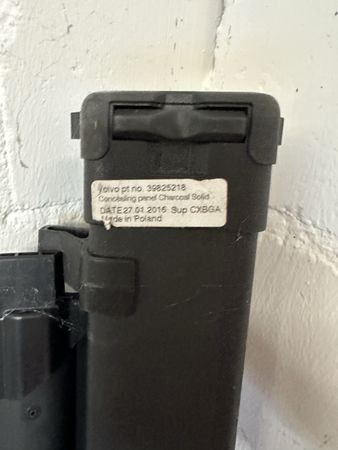 Volvo pt no. 39825218
Concealing panel Charcoal Solid
DATE27.01.2016 Sup CXBGA
Made in Poland